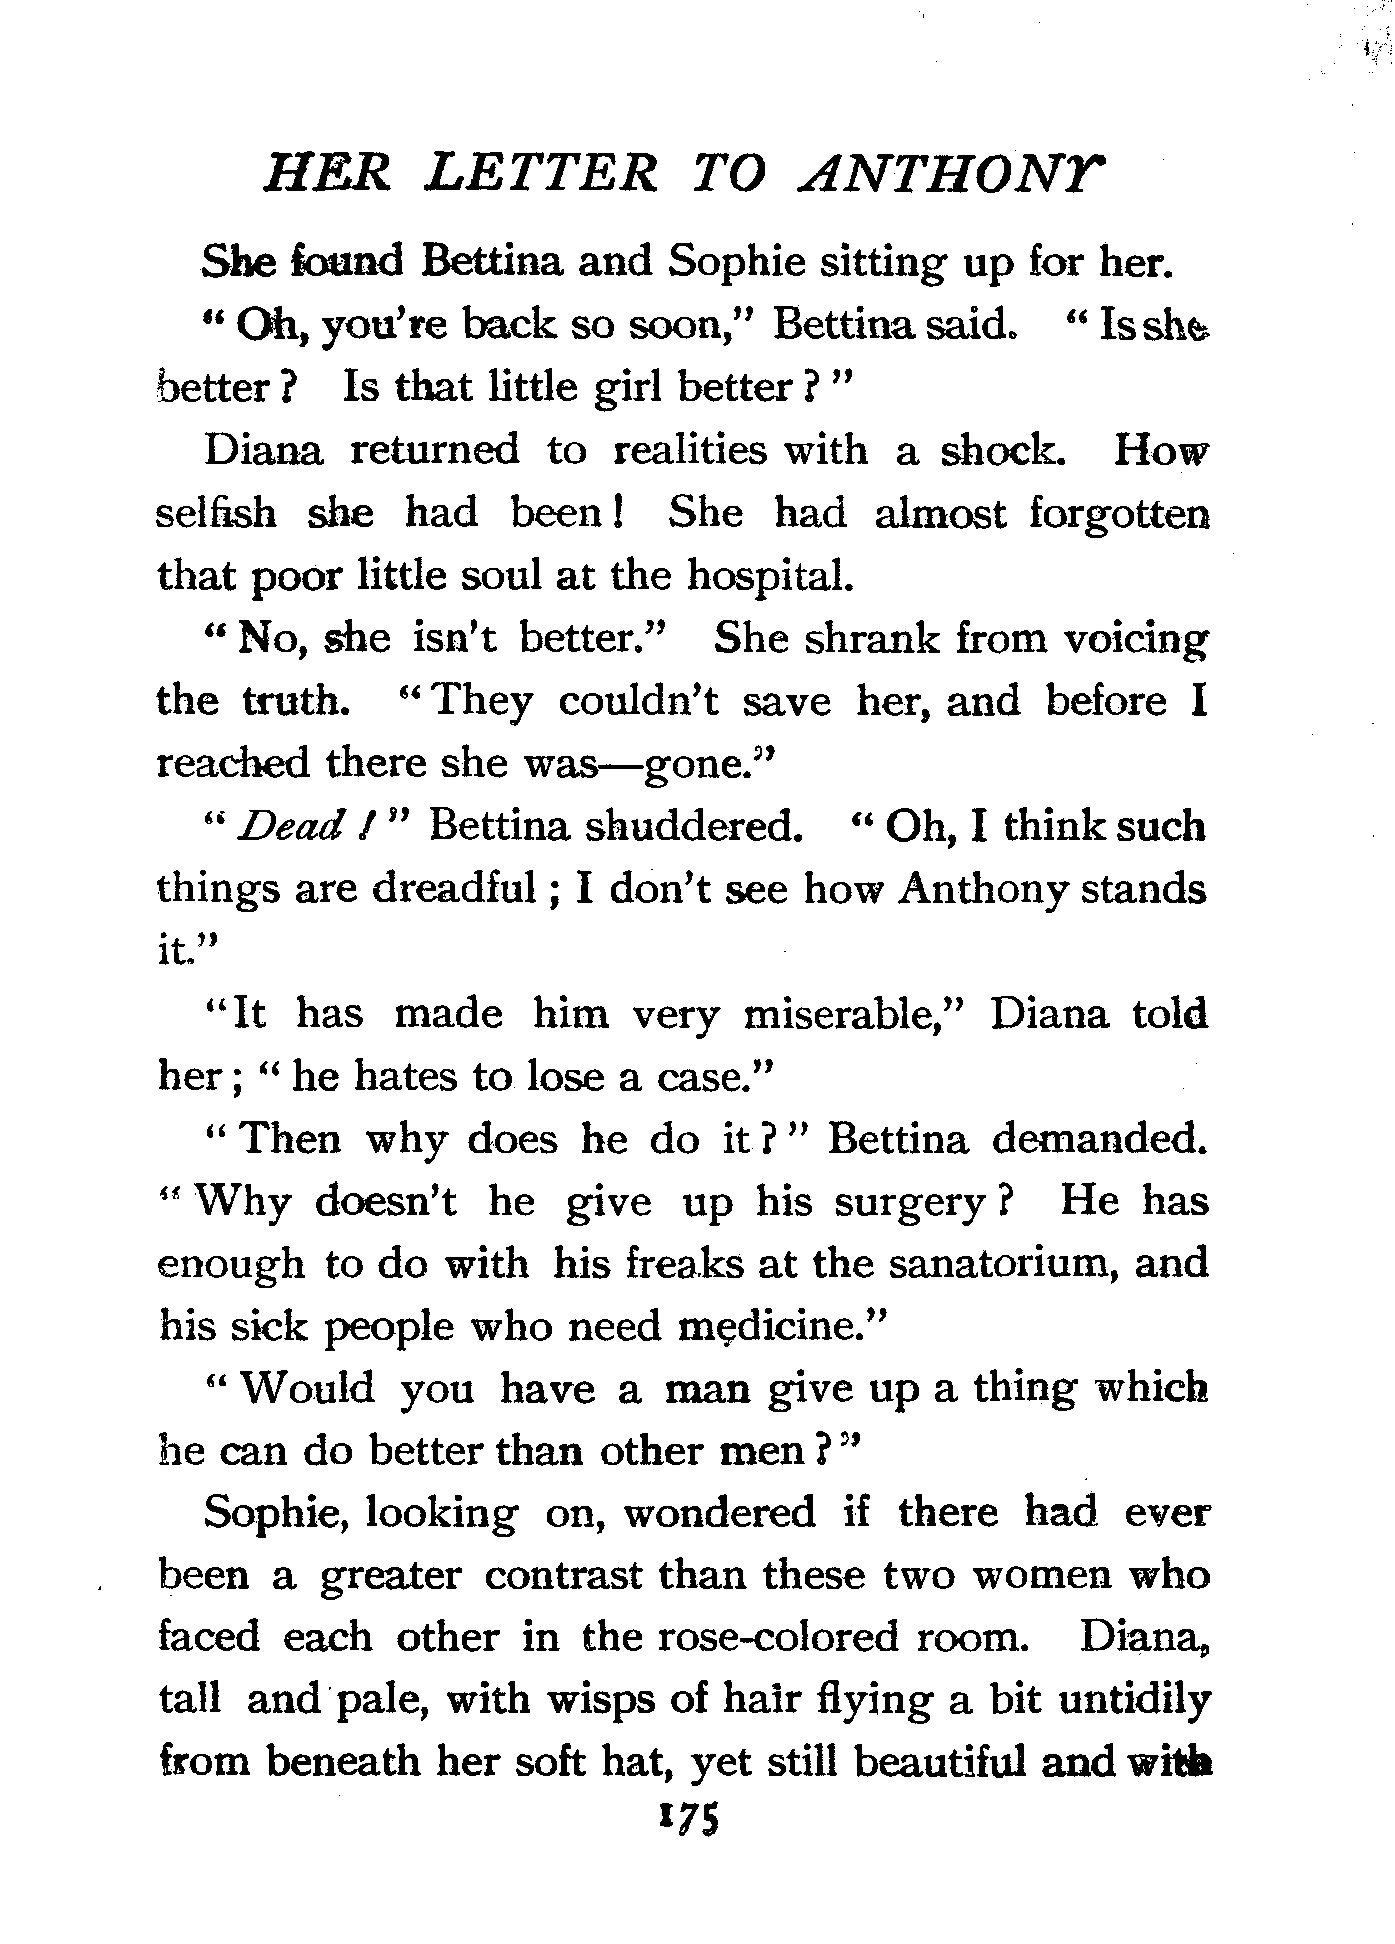 HER LETTER TO ANTHONY
She found Bettina and Sophie sitting up for her.
"Oh, you're back so soon," Bettina said. "Is she
better? Is that little girl better?"
Diana returned to realities with a shock. How
selfish she had been! She had almost forgotten
that poor little soul at the hospital.
"No, she isn't better." She shrank from voicing
the truth. "They couldn't save her, and before I
reached there she was—gone."
"Dead!" Bettina shuddered. "Oh, I think such
things are dreadful; I don't see how Anthony stands
it."
"It has made him very miserable," Diana told
her; "he hates to lose a case."
"Then why does he do it?" Bettina demanded.
"Why doesn't he give up his surgery? He has
enough to do with his freaks at the sanatorium, and
his sick people who need medicine."
"Would you have a man give up a thing which
he can do better than other men?"
Sophie, looking on, wondered if there had ever
been a greater contrast than these two women who
faced each other in the rose-colored room. Diana,
tall and pale, with wisps of hair flying a bit untidily
from beneath her soft hat, yet still beautiful and with
175